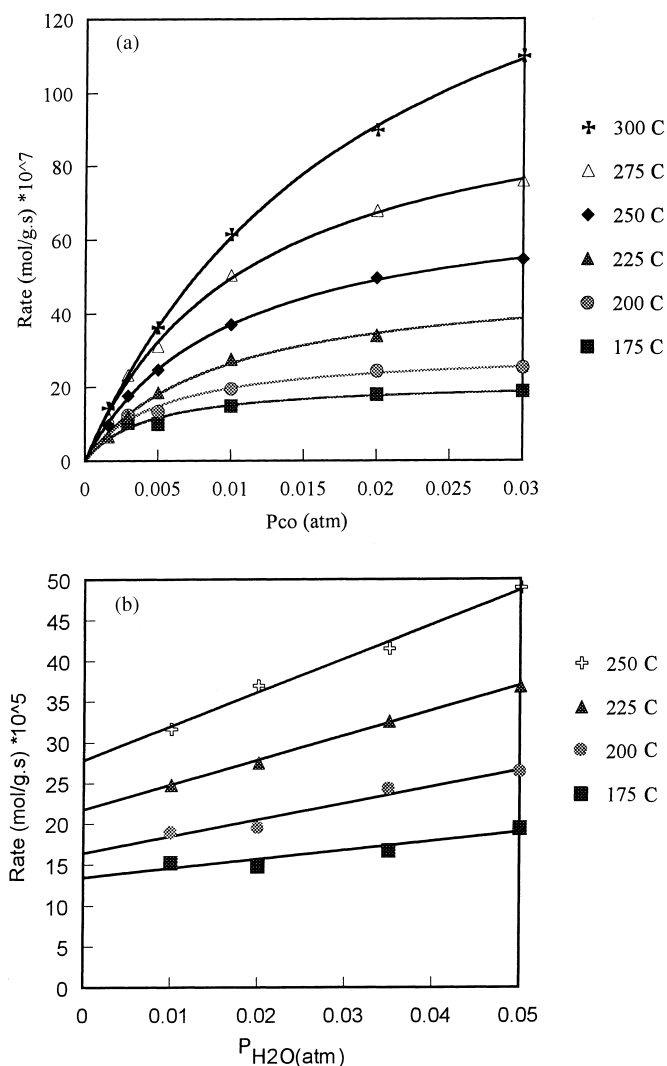 (a)
120
100
80
60
40
20
0
Rate (mol/g.s) *10^7
0 0.005 0.01 0.015 0.02 0.025 0.03
Pco (atm)
300 C
275 C
250 C
225 C
200 C
175 C
(b)
50
45
40
35
30
25
20
15
10
5
0
Rate (mol/g.s) *10^5
0 0.01 0.02 0.03 0.04 0.05
PH2O(atm)
250 C
225 C
200 C
175 C